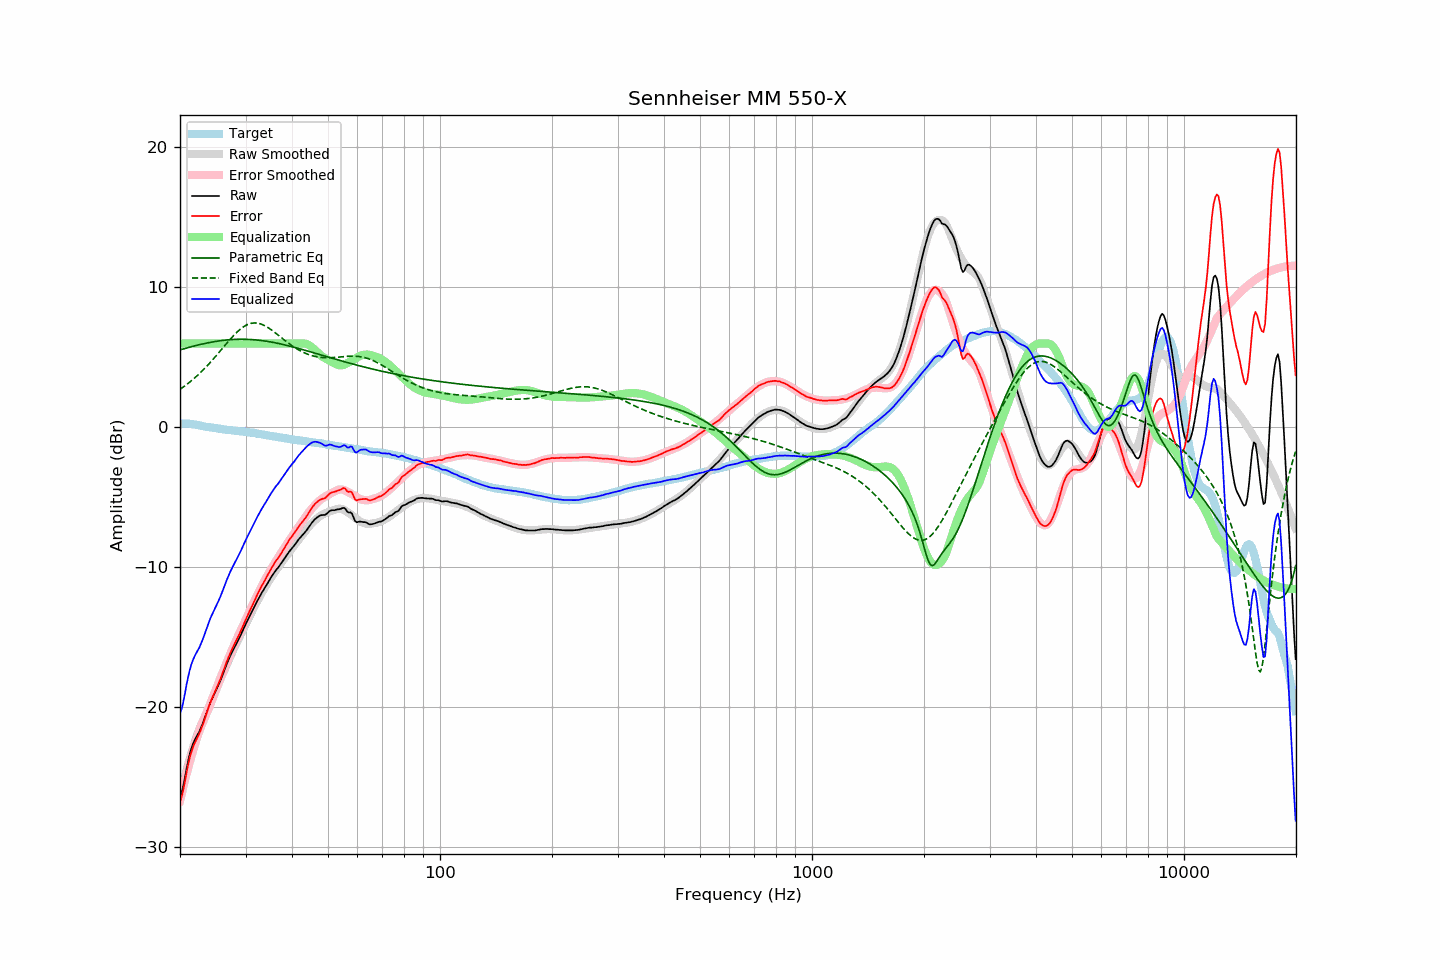 Sennheiser MM 550-X
Target
Raw Smoothed
Error Smoothed
Raw
Error
Equalization
Parametric Eq
Fixed Band Eq
Equalized
20
10
0
−10
−20
−30
Amplitude (dBr)
100
1000
10000
Frequency (Hz)